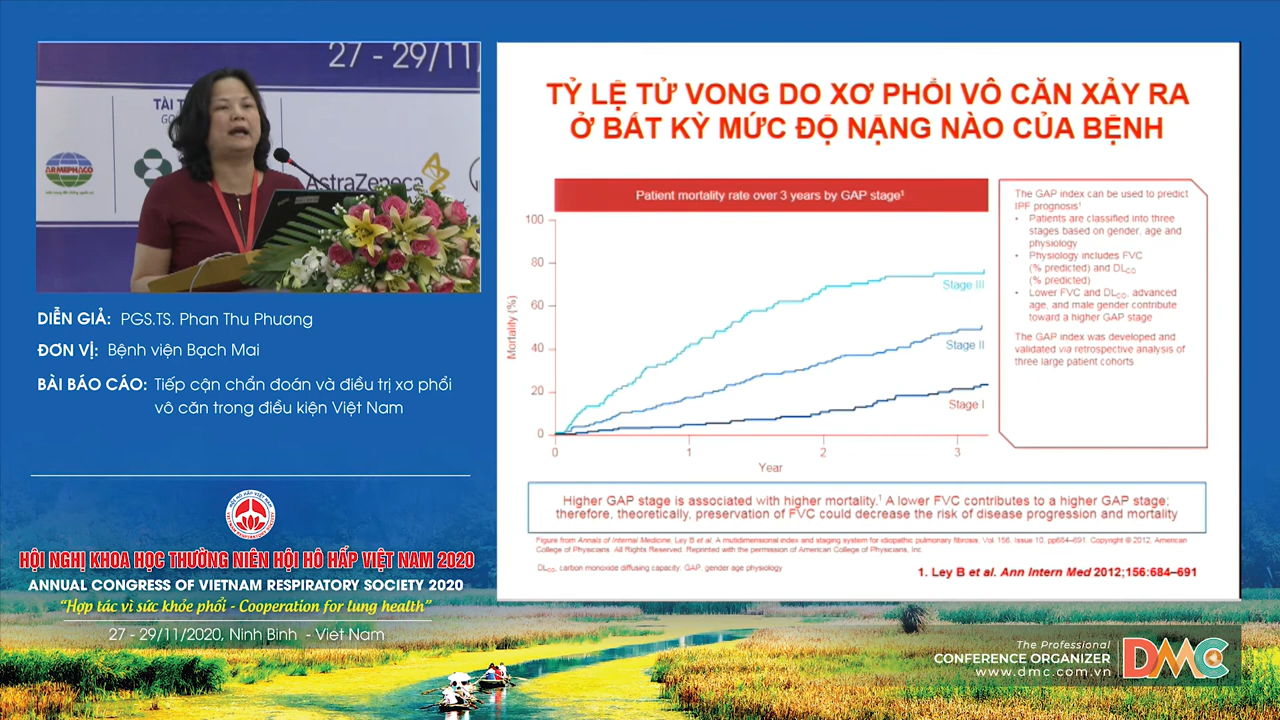 27 - 29/11/
TÀI T
ARMEPHACO
AstraZeneca
DIỄN GIẢ: PGS.TS. Phan Thu Phương
ĐƠN VỊ: Bệnh viện Bạch Mai
BÀI BÁO CÁO: Tiếp cận chẩn đoán và điều trị xơ phổi
vô căn trong điều kiện Việt Nam
HỘI HÔ HẤP VIỆT NAM
HỘI NGHỊ KHOA HỌC THƯỜNG NIÊN HỘI HÔ HẤP VIỆT NAM 2020
ANNUAL CONGRESS OF VIETNAM RESPIRATORY SOCIETY 2020
“Hợp tác vì sức khỏe phổi - Cooperation for lung health”
27 - 29/11/2020, Ninh Binh - Viet Nam
TỶ LỆ TỬ VONG DO XƠ PHỔI VÔ CĂN XẢY RA
Ở BẤT KỲ MỨC ĐỘ NẶNG NÀO CỦA BỆNH
Patient mortality rate over 3 years by GAP stage¹
100
80
60
40
20
0
Mortality (%)
Stage III
Stage II
Stage I
0 1 2 3
Year
The GAP index can be used to predict
IPF prognosis¹
• Patients are classified into three
stages based on gender, age and
physiology
• Physiology includes FVC
(% predicted) and DLCO
(% predicted)
• Lower FVC and DLCO, advanced
age, and male gender contribute
toward a higher GAP stage
The GAP index was developed and
validated via retrospective analysis of
three large patient cohorts
Higher GAP stage is associated with higher mortality.¹ A lower FVC contributes to a higher GAP stage;
therefore, theoretically, preservation of FVC could decrease the risk of disease progression and mortality
Figure from Annals of Internal Medicine, Ley B et al. A multidimensional index and staging system for idiopathic pulmonary fibrosis. Vol. 156, Issue 10, pp684–691. Copyright © 2012, American
College of Physicians. All Rights Reserved. Reprinted with the permission of American College of Physicians, Inc
DLCO, carbon monoxide diffusing capacity; GAP, gender age physiology
1. Ley B et al. Ann Intern Med 2012;156:684–691
The Professional
CONFERENCE ORGANIZER
www.dmc.com.vn
DMC